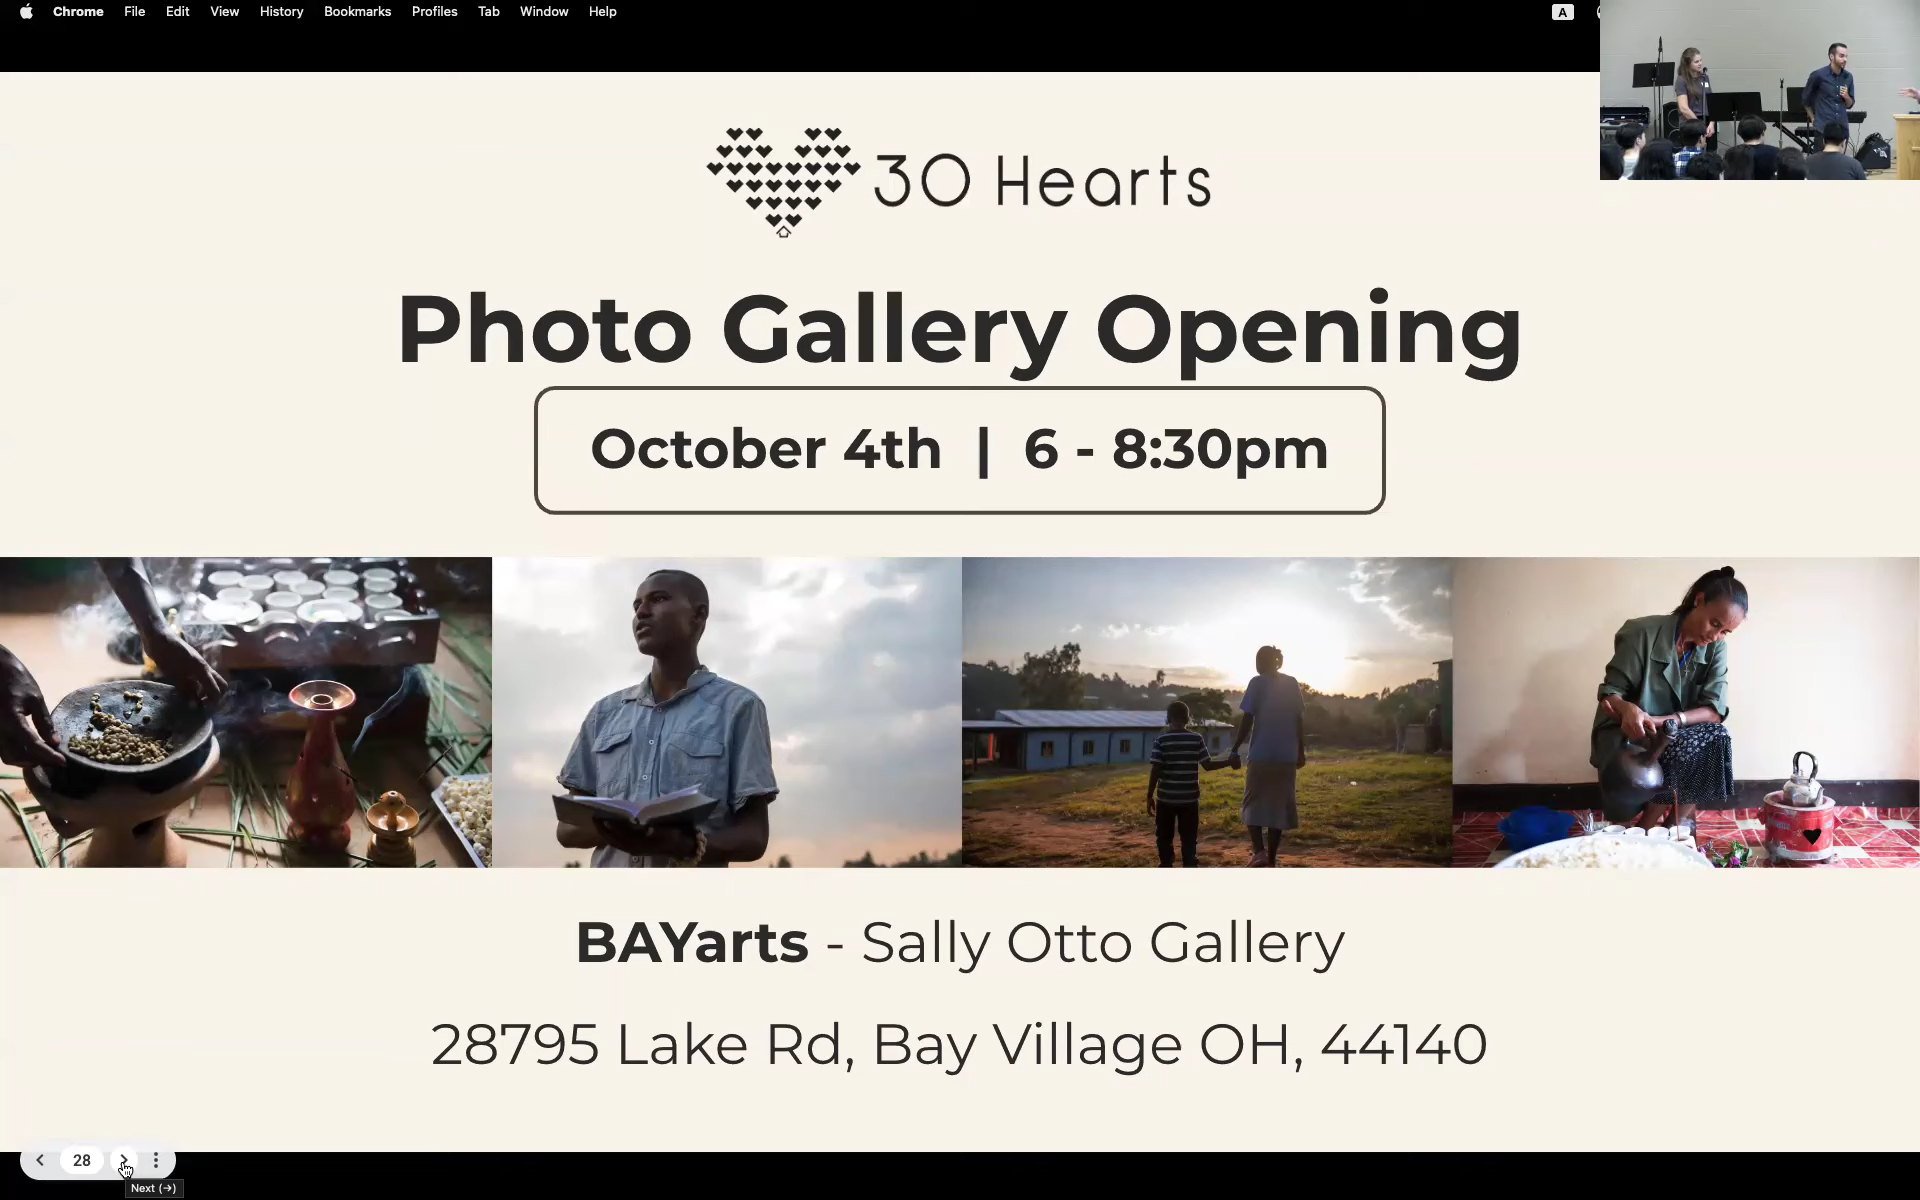 Chrome File Edit View History Bookmarks Profiles Tab Window Help A
30 Hearts
Photo Gallery Opening
October 4th | 6 - 8:30pm
BAYarts - Sally Otto Gallery
28795 Lake Rd, Bay Village OH, 44140
28
Next (→)